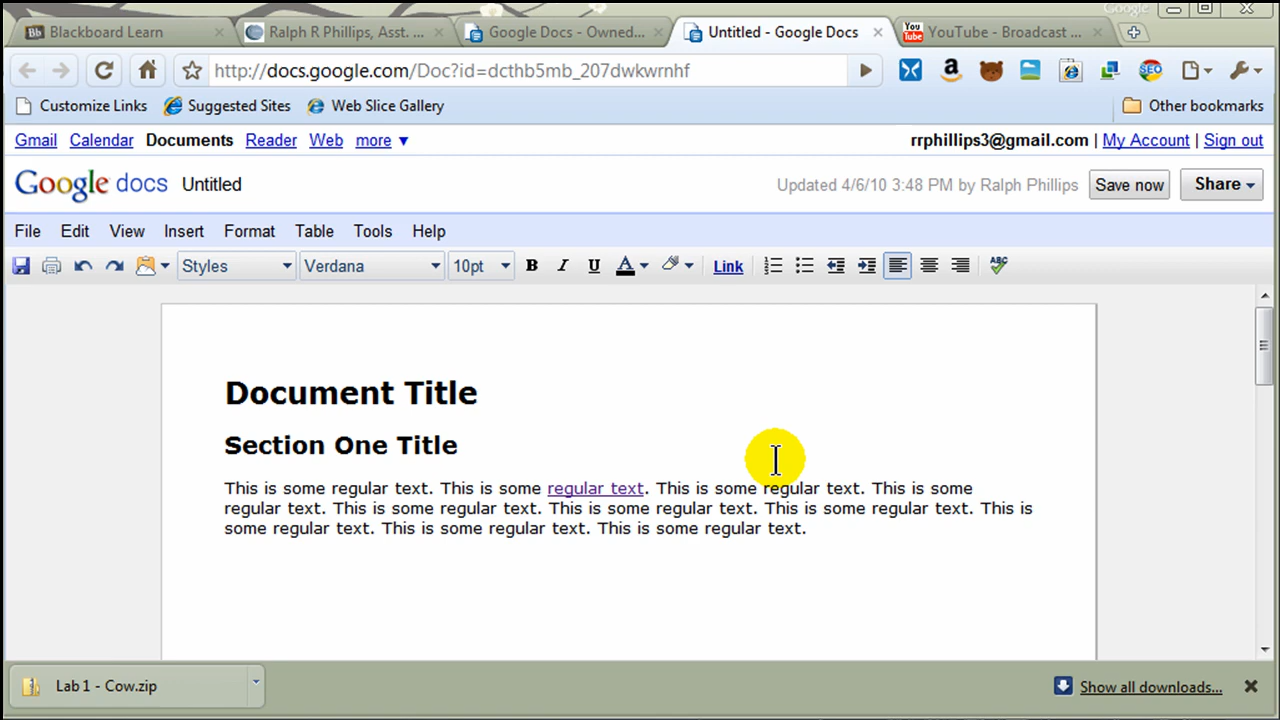 Google
Blackboard Learn
Ralph R Phillips, Asst. ...
Google Docs - Owned...
Untitled - Google Docs
YouTube - Broadcast ...
http://docs.google.com/Doc?id=dcthb5mb_207dwkwrnhf
Customize Links Suggested Sites Web Slice Gallery Other bookmarks
Gmail Calendar Documents Reader Web more ▼ rrphillips3@gmail.com | My Account | Sign out
Google docs Untitled Updated 4/6/10 3:48 PM by Ralph Phillips Save now Share
File Edit View Insert Format Table Tools Help
Styles Verdana 10pt B I U A Link ABC
Document Title
Section One Title
This is some regular text. This is some regular text. This is some regular text. This is some
regular text. This is some regular text. This is some regular text. This is some regular text. This is
some regular text. This is some regular text. This is some regular text.
Lab 1 - Cow.zip Show all downloads...